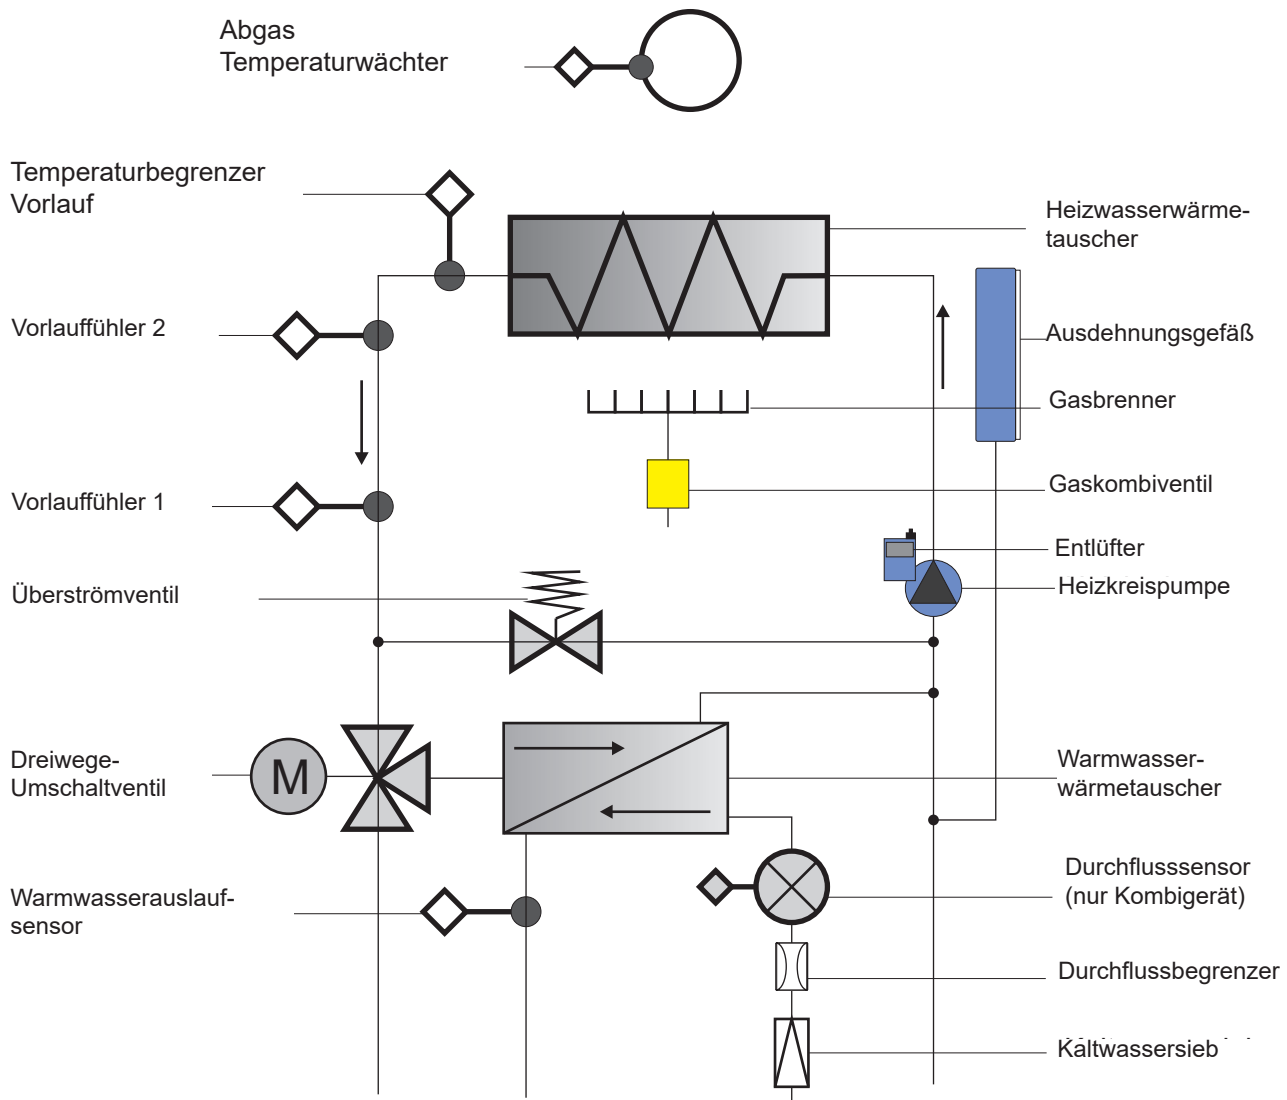 Abgas
Temperaturwächter
Temperaturbegrenzer
Vorlauf
Heizwasserwärme-
tauscher
Vorlauffühler 2
Ausdehnungsgefäß
Gasbrenner
Vorlauffühler 1
Gaskombiventil
Entlüfter
Heizkreispumpe
Überströmventil
Dreiwege-
Umschaltventil
M
Warmwasser-
wärmetauscher
Durchflusssensor
(nur Kombigerät)
Warmwasserauslauf-
sensor
Durchflussbegrenzer
Kaltwassersieb